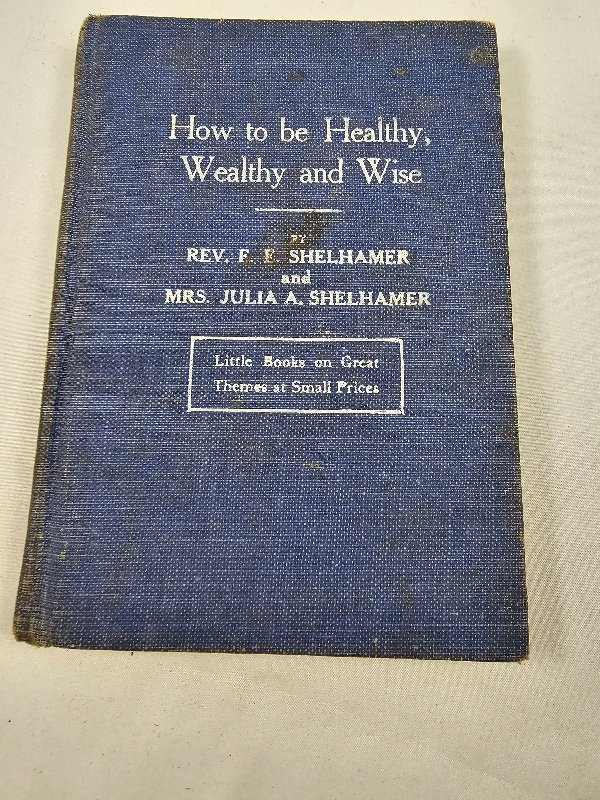 How to be Healthy,
Wealthy and Wise
BY
REV. F. E. SHELHAMER
and
MRS. JULIA A. SHELHAMER
Little Books on Great
Themes at Small Prices